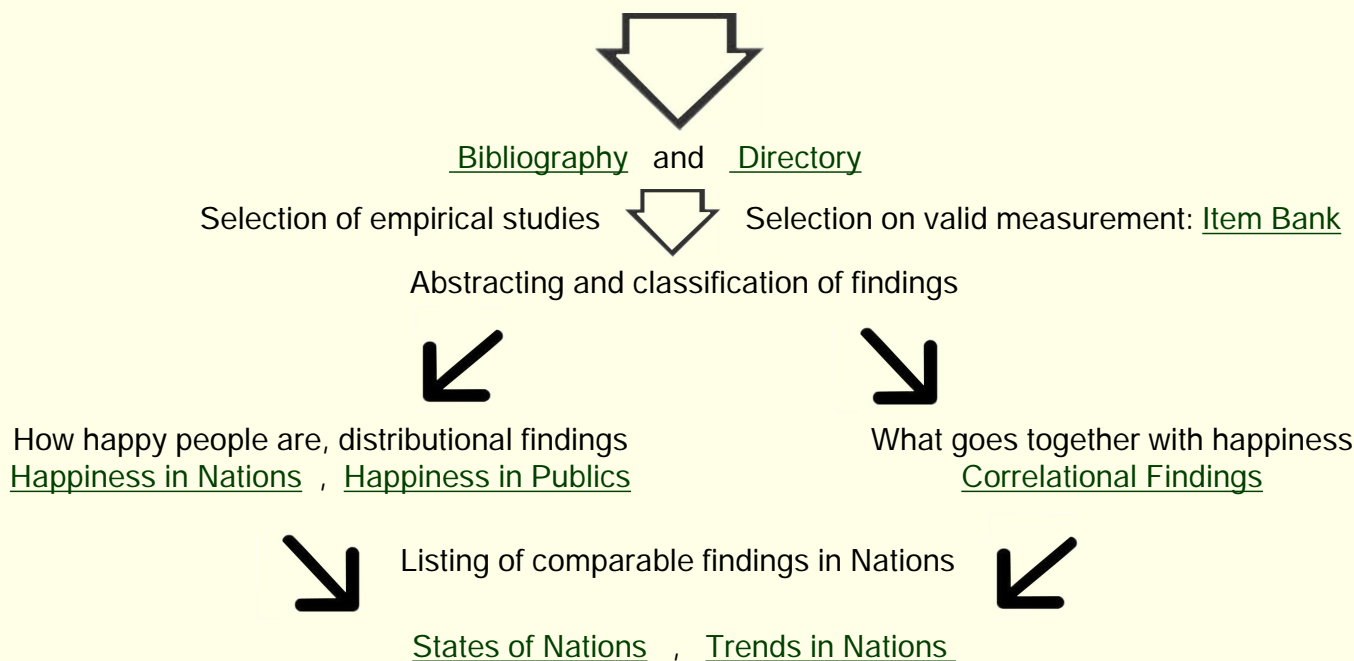 Bibliography and Directory
Selection of empirical studies Selection on valid measurement: Item Bank
Abstracting and classification of findings
How happy people are, distributional findings What goes together with happiness
Happiness in Nations , Happiness in Publics Correlational Findings
Listing of comparable findings in Nations
States of Nations , Trends in Nations